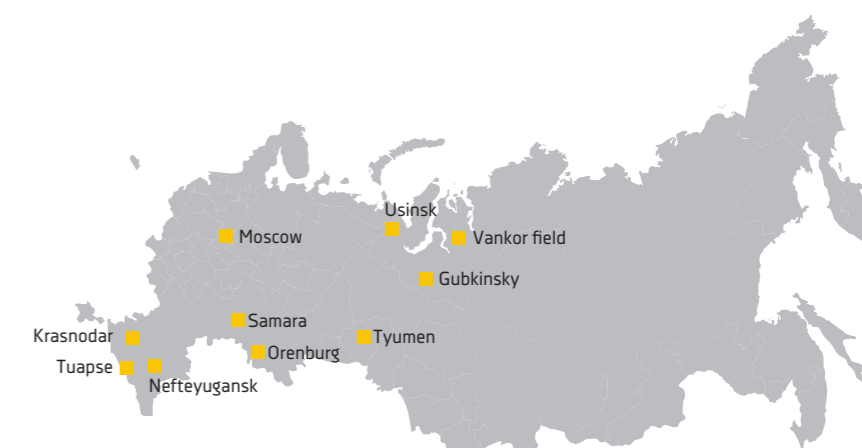 Usinsk
Moscow
Vankor field
Gubkinsky
Samara
Krasnodar
Tyumen
Orenburg
Tuapse
Nefteyugansk